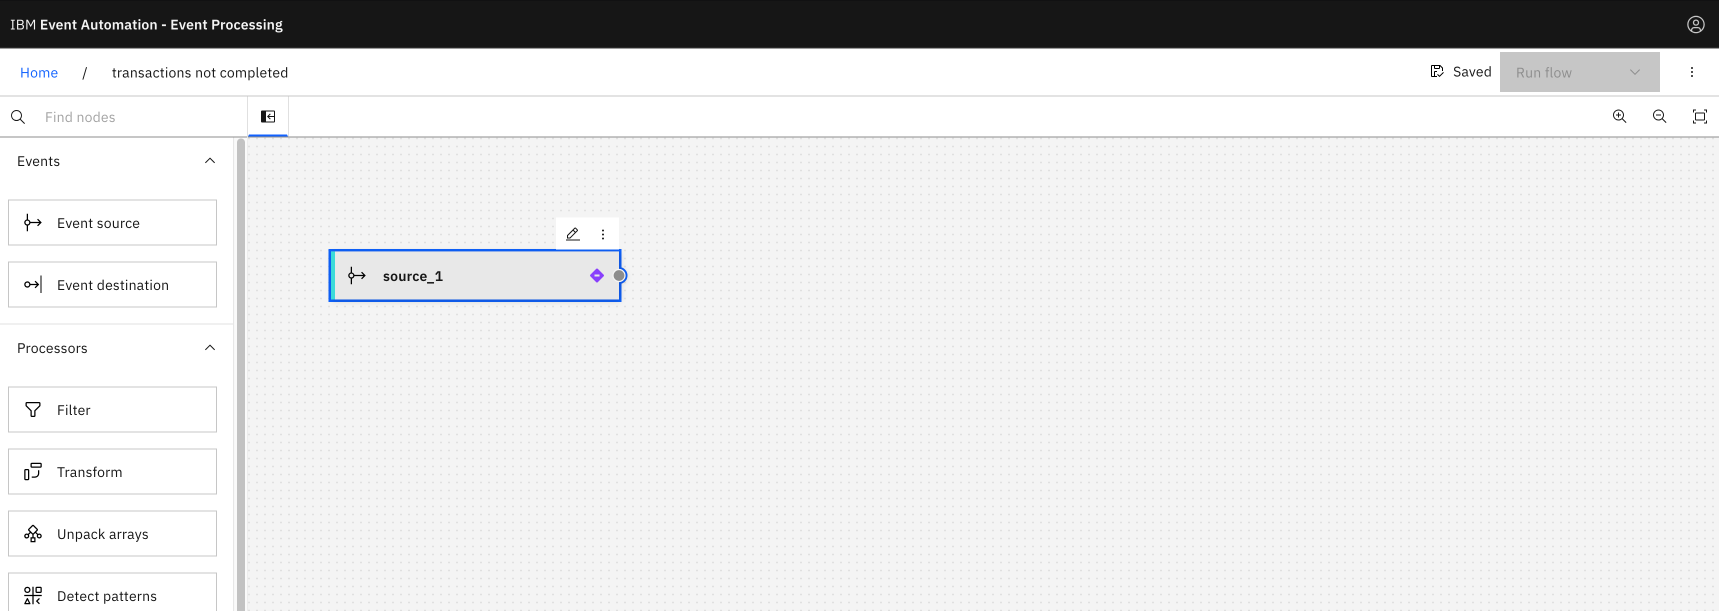 IBM Event Automation - Event Processing
Home / transactions not completed
Saved
Run flow
Find nodes
Events
Event source
Event destination
Processors
Filter
Transform
Unpack arrays
Detect patterns
source_1